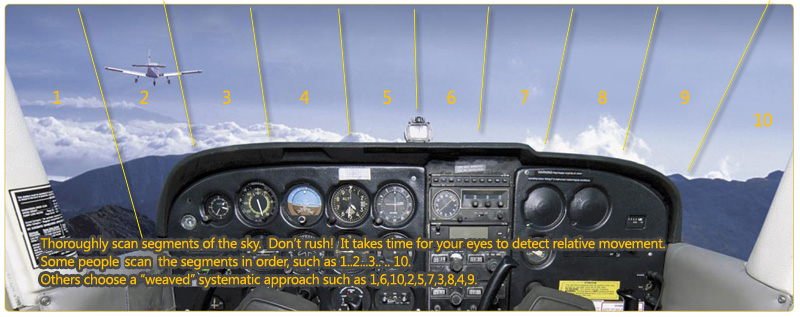 1 2 3 4 5 6 7 8 9 10
Thoroughly scan segments of the sky. Don't rush! It takes time for your eyes to detect relative movement.
Some people scan the segments in order, such as 1..2...3. .. 10.
Others choose a "weaved" systematic approach such as 1,6,10,2,5,7,3,8,4,9.